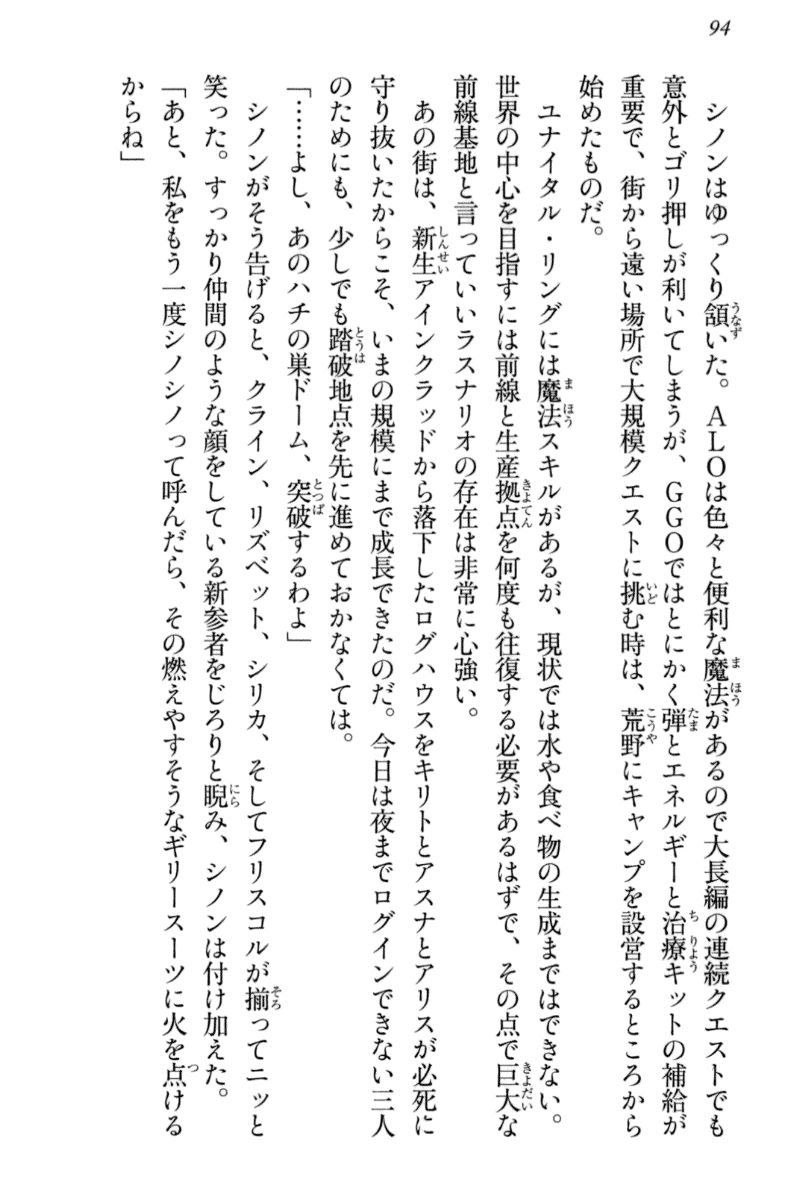 94
シノンはゆっくり頷いた。ALOは色々と便利な魔法があるので大長編の連続クエストでも
意外とゴリ押しが利いてしまうが、GGOではとにかく弾とエネルギーと治療キットの補給が
重要で、街から遠い場所で大規模クエストに挑む時は、荒野にキャンプを設営するところから
始めたものだ。
ユナイタル・リングには魔法スキルがあるが、現状では水や食べ物の生成まではできない。
世界の中心を目指すには前線と生産拠点を何度も往復する必要があるはずで、その点で巨大な
前線基地と言っていいラスナリオの存在は非常に心強い。
あの街は、新生アインクラッドから落下したログハウスをキリトとアスナとアリスが必死に
守り抜いたからこそ、いまの規模にまで成長できたのだ。今日は夜までログインできない三人
のためにも、少しでも踏破地点を先に進めておかなくては。
「……よし、あのハチの巣ドーム、突破するわよ」
シノンがそう告げると、クライン、リズベット、シリカ、そしてフリスコルが揃ってニッと
笑った。すっかり仲間のような顔をしている新参者をじろりと睨み、シノンは付け加えた。
「あと、私をもう一度シノシノって呼んだら、その燃えやすそうなギリースーツに火を点ける
からね」